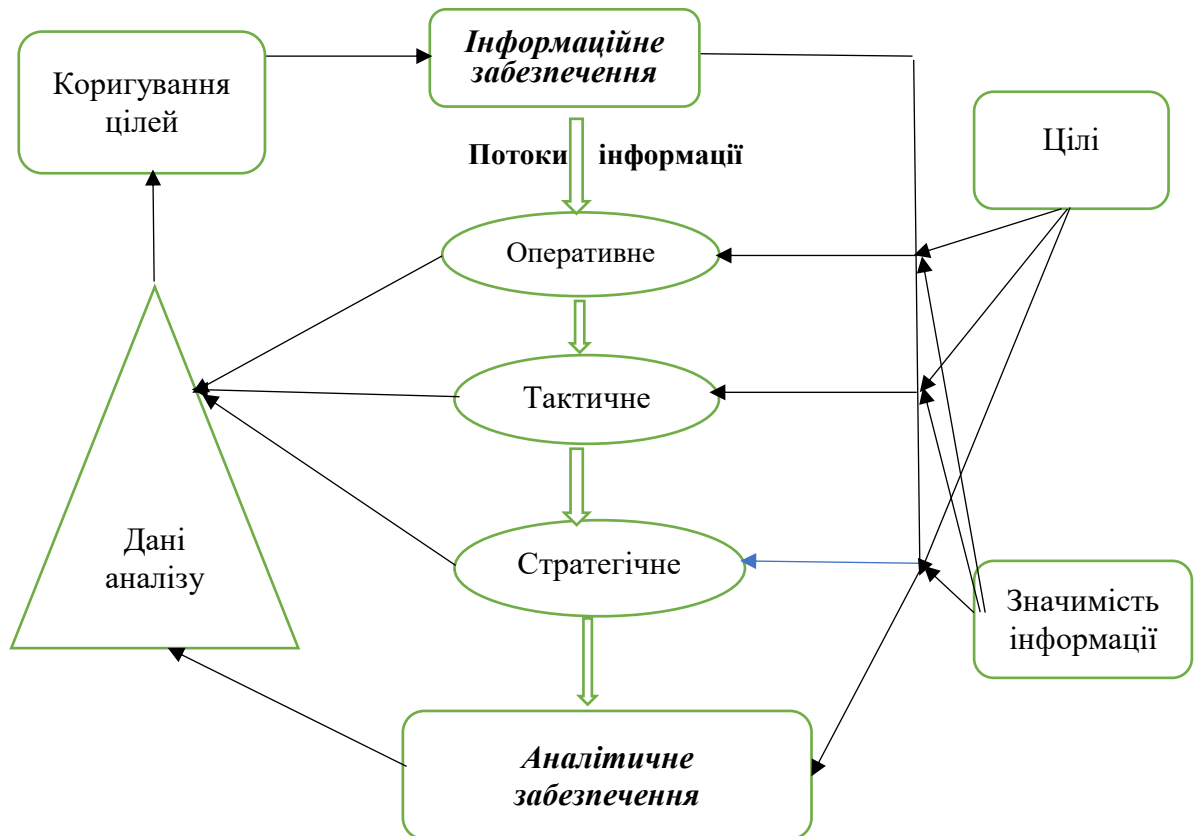 Інформаційне
забезпечення
Коригування
цілей
Цілі
Потоки інформації
Оперативне
Тактичне
Стратегічне
Дані
аналізу
Значимість
інформації
Аналітичне
забезпечення